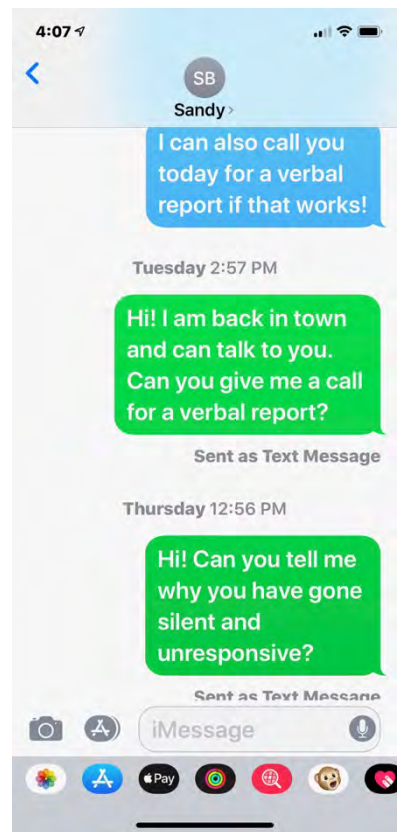 4:07
SB
Sandy
I can also call you
today for a verbal
report if that works!
Tuesday 2:57 PM
Hi! I am back in town
and can talk to you.
Can you give me a call
for a verbal report?
Sent as Text Message
Thursday 12:56 PM
Hi! Can you tell me
why you have gone
silent and
unresponsive?
Sent as Text Message
iMessage
Pay